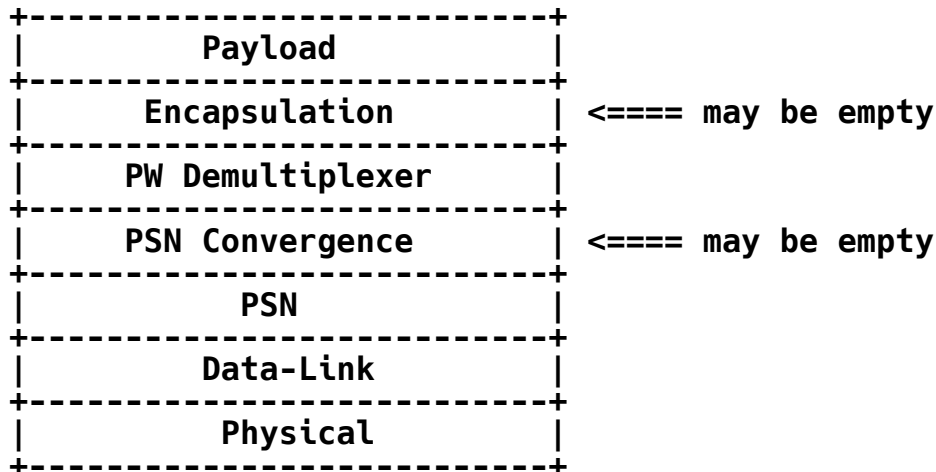 +---------------------------+
|         Payload           |
+---------------------------+
|      Encapsulation        | <==== may be empty
+---------------------------+
|     PW Demultiplexer      |
+---------------------------+
|     PSN Convergence       | <==== may be empty
+---------------------------+
|           PSN             |
+---------------------------+
|         Data-Link         |
+---------------------------+
|          Physical         |
+---------------------------+